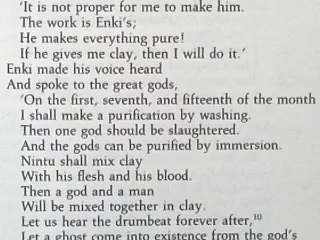 'It is not proper for me to make him.
The work is Enki's;
He makes everything pure!
If he gives me clay, then I will do it.'
Enki made his voice heard
And spoke to the great gods,
'On the first, seventh, and fifteenth of the month
I shall make a purification by washing.
Then one god should be slaughtered.
And the gods can be purified by immersion.
Nintu shall mix clay
With his flesh and his blood.
Then a god and a man
Will be mixed together in clay.
Let us hear the drumbeat forever after,¹⁰
Let a ghost come into existence from the god's